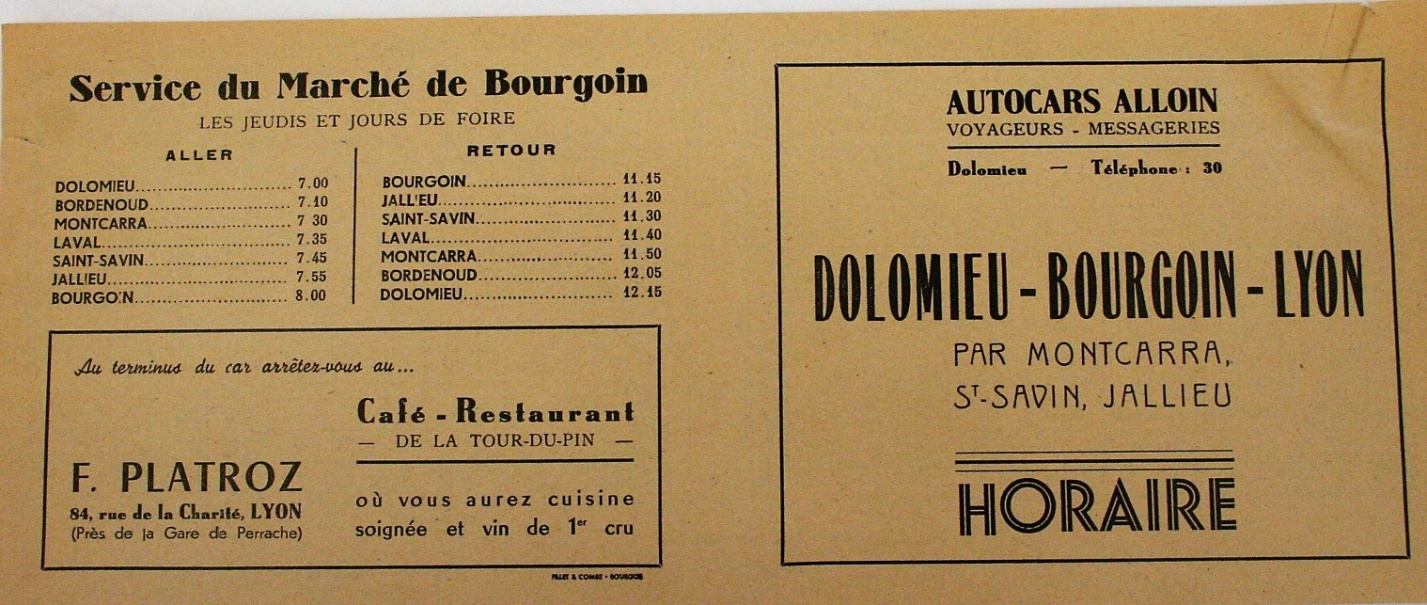 Service du Marché de Bourgoin
LES JEUDIS ET JOURS DE FOIRE
ALLER
DOLOMIEU............................ 7.00
BORDENOUD......................... 7.10
MONTCARRA......................... 7 30
LAVAL.................................. 7.35
SAINT-SAVIN.......................... 7.45
JALLIEU................................ 7.55
BOURGOIN............................ 8.00
RETOUR
BOURGOIN........................... 11.15
JALL'EU................................ 11.20
SAINT-SAVIN......................... 11.30
LAVAL.................................. 11.40
MONTCARRA........................ 11.50
BORDENOUD........................ 12.05
DOLOMIEU........................... 12.15
Au terminus du car arrêtez-vous au...
Café - Restaurant
— DE LA TOUR-DU-PIN —
F. PLATROZ
84, rue de la Charité, LYON
(Près de la Gare de Perrache)
où vous aurez cuisine
soignée et vin de 1er cru
FILLET & COMBE - BOURGOIN
AUTOCARS ALLOIN
VOYAGEURS - MESSAGERIES
Dolomieu — Téléphone : 30
DOLOMIEU - BOURGOIN - LYON
PAR MONTCARRA,
ST-SAVIN, JALLIEU
HORAIRE